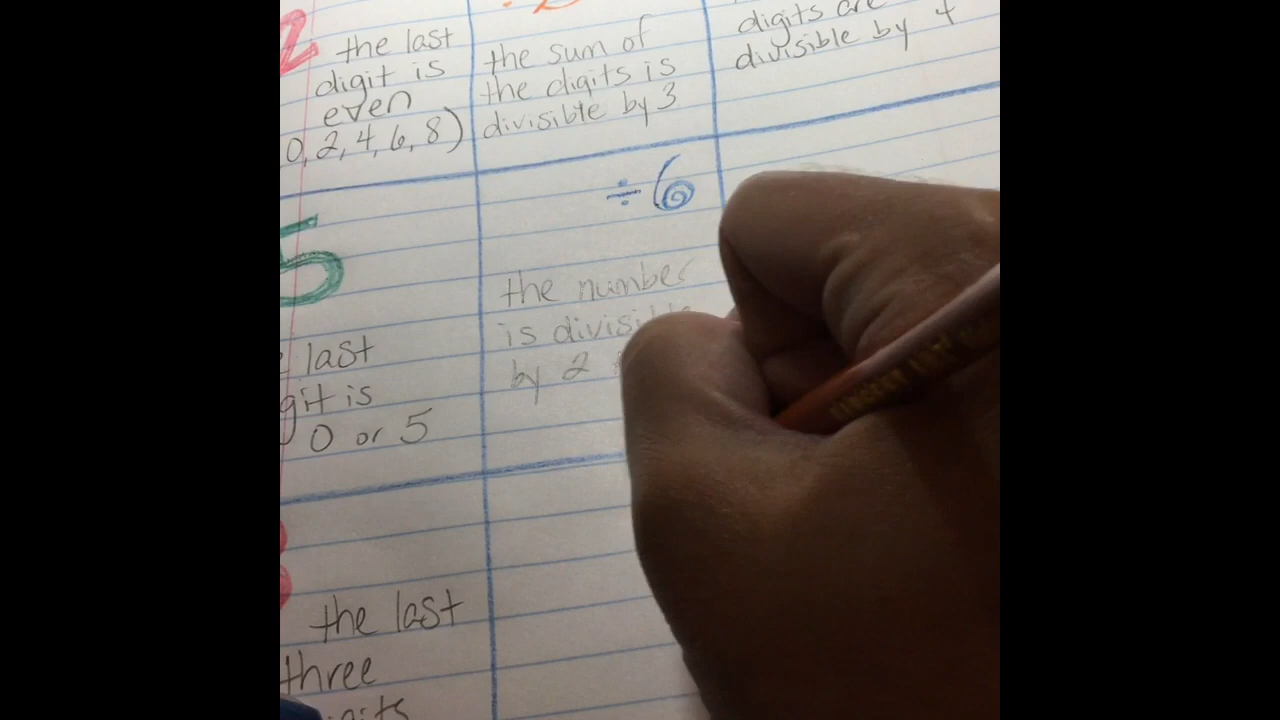 2
the last
digit is
even
0, 2, 4, 6, 8)
the sum of
the digits is
divisible by 3
digits are
divisible by 4
5
last
git is
0 or 5
÷ 6
the number
is divisi
by 2
the last
three
igits